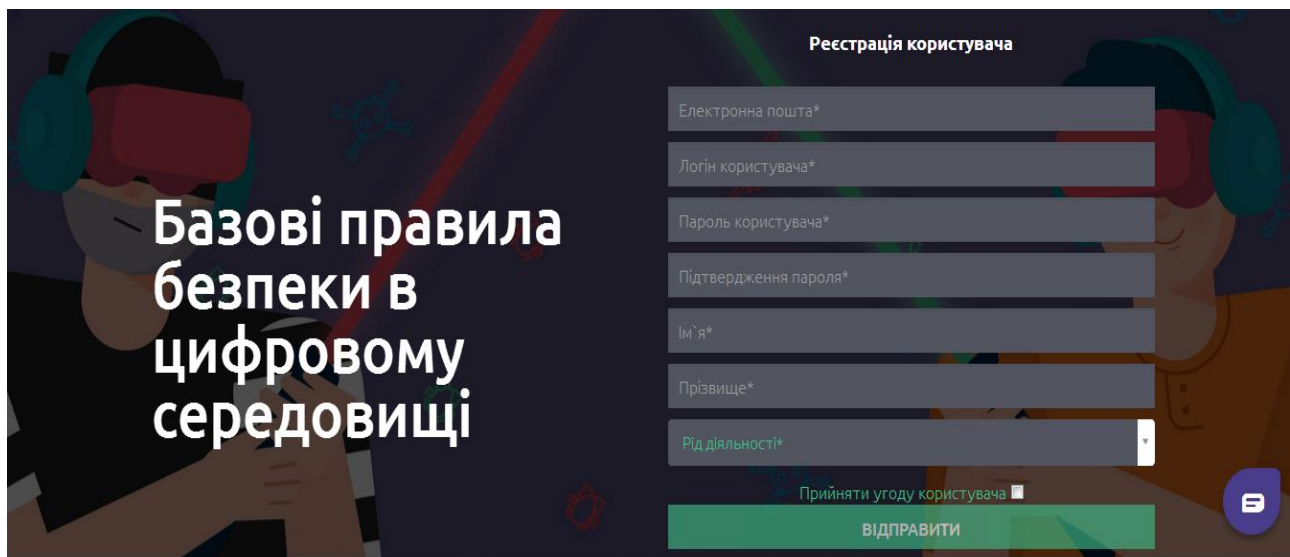 Базові правила
безпеки в
цифровому
середовищі
Реєстрація користувача
Електронна пошта*
Логін користувача*
Пароль користувача*
Підтвердження пароля*
Ім`я*
Прізвище*
Рід діяльності*
Прийняти угоду користувача
ВІДПРАВИТИ